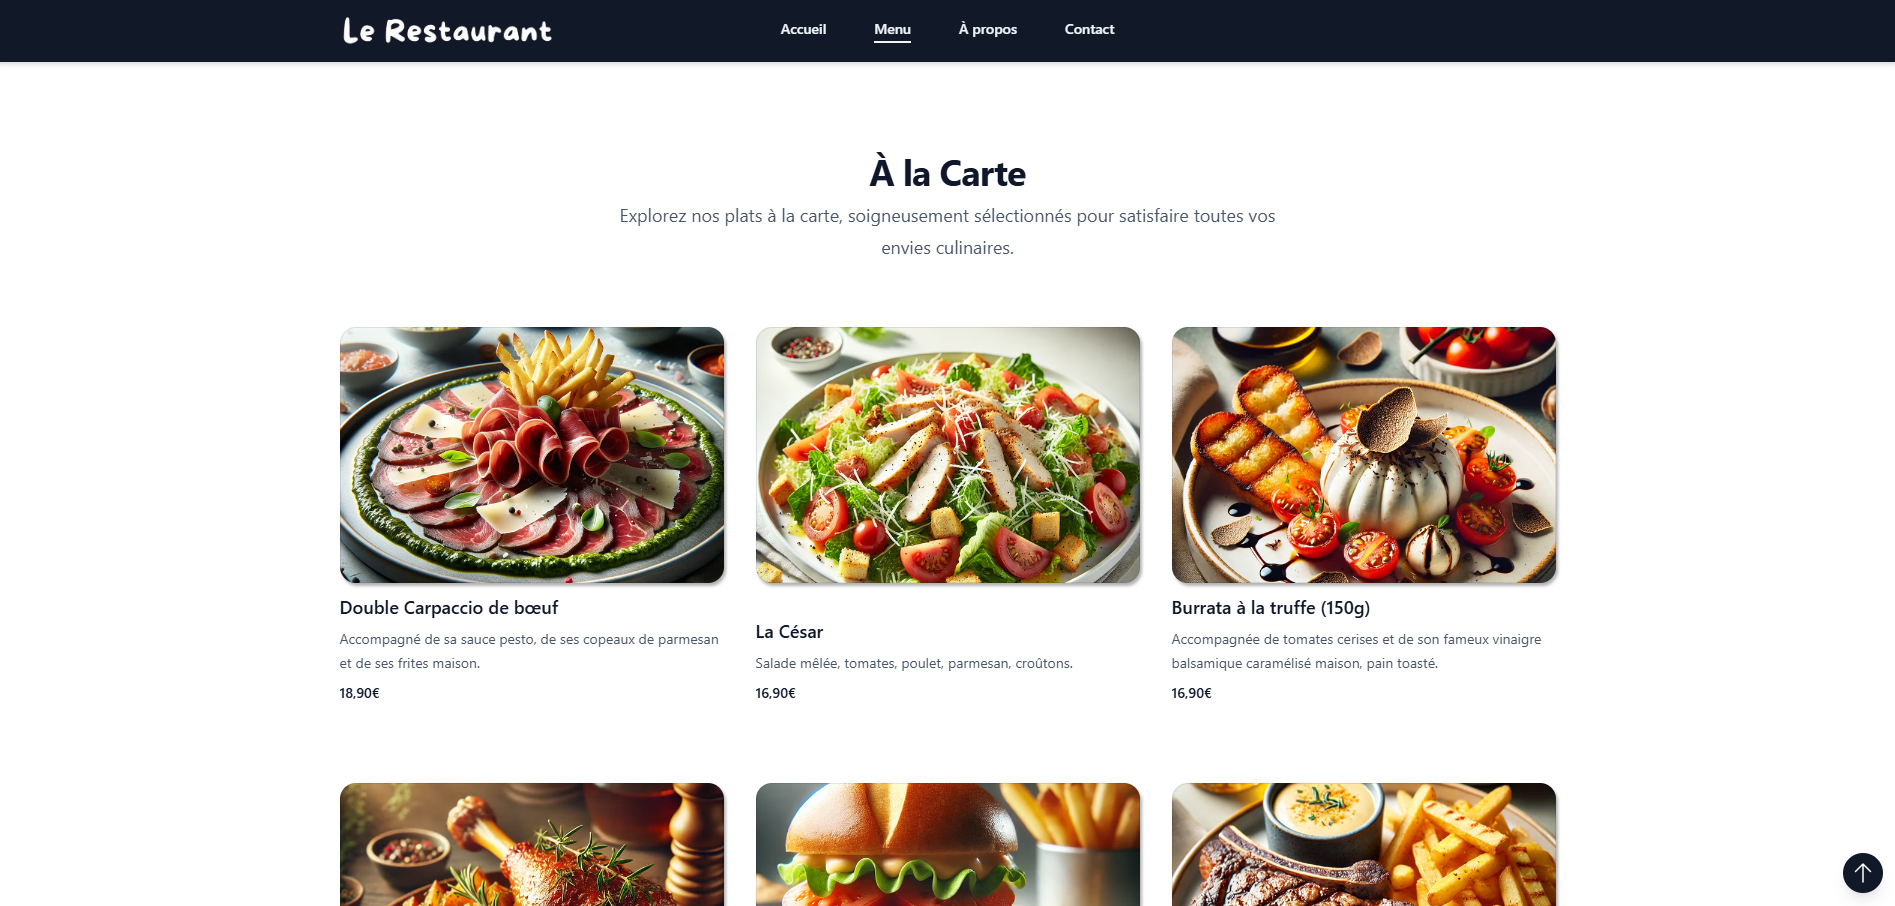 Le Restaurant
Accueil
Menu
À propos
Contact
À la Carte
Explorez nos plats à la carte, soigneusement sélectionnés pour satisfaire toutes vos
envies culinaires.
Double Carpaccio de bœuf
Accompagné de sa sauce pesto, de ses copeaux de parmesan
et de ses frites maison.
18,90€
La César
Salade mêlée, tomates, poulet, parmesan, croûtons.
16,90€
Burrata à la truffe (150g)
Accompagnée de tomates cerises et de son fameux vinaigre
balsamique caramélisé maison, pain toasté.
16,90€